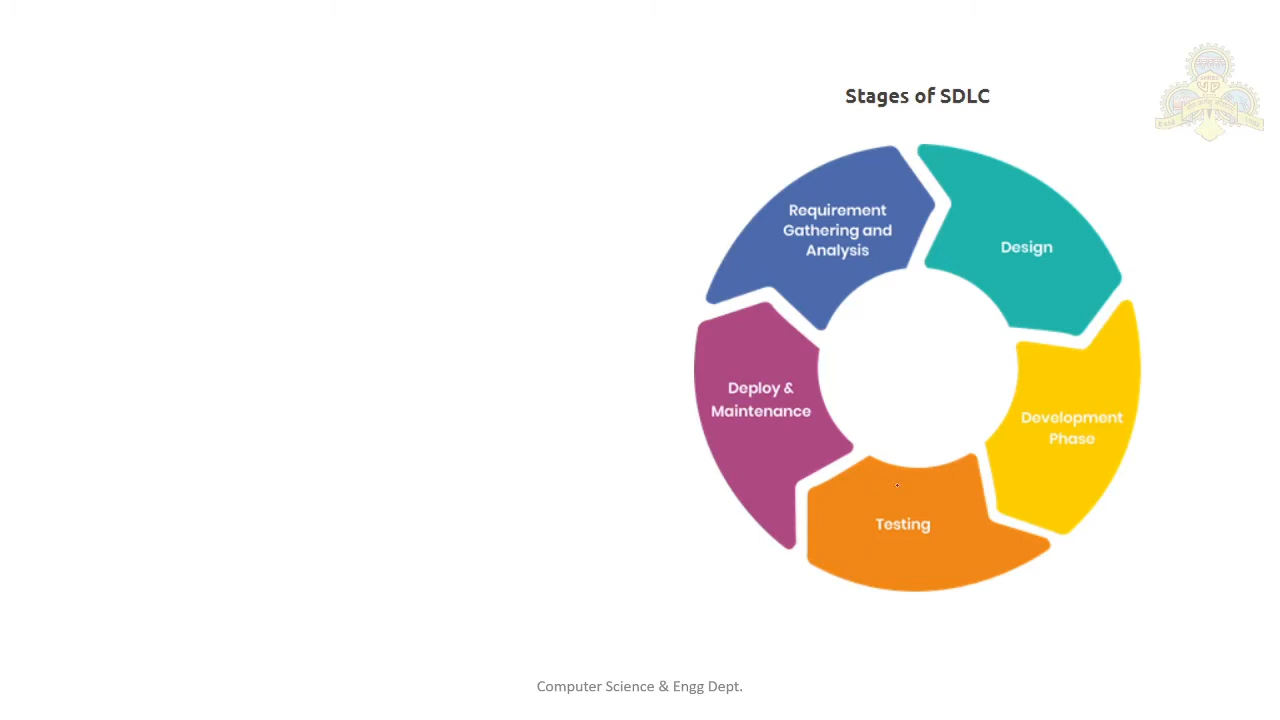 Stages of SDLC
Requirement
Gathering and
Analysis
Design
Development
Phase
Testing
Deploy &
Maintenance
Computer Science & Engg Dept.